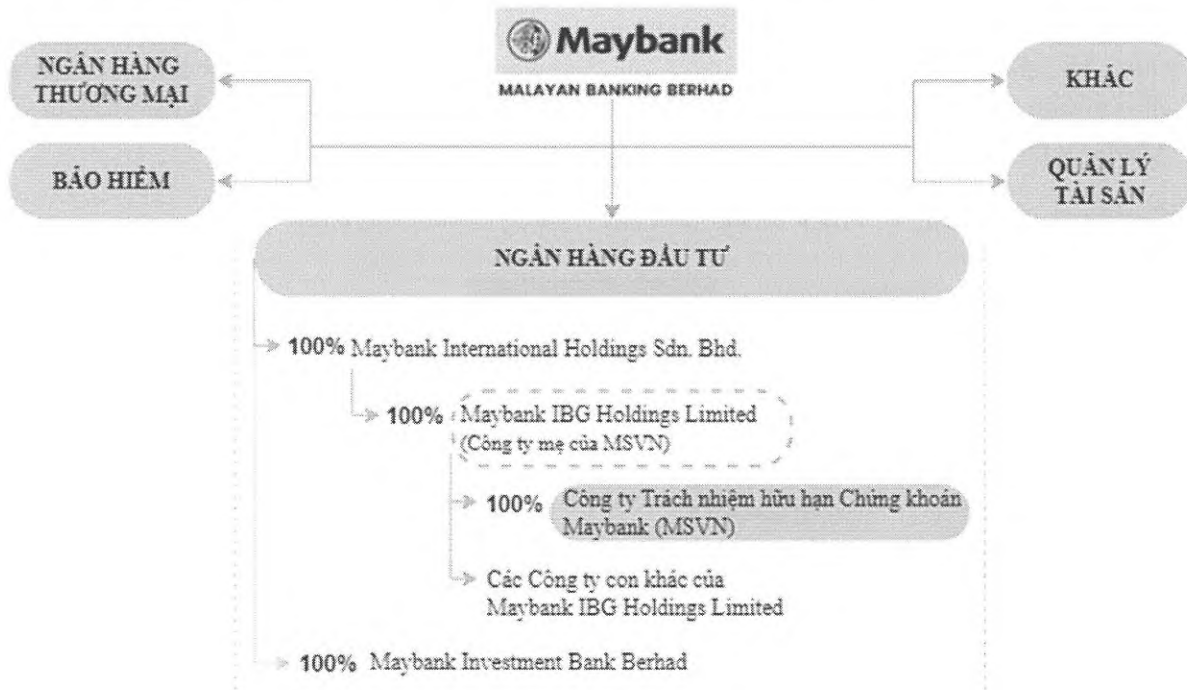 Maybank
MALAYAN BANKING BERHAD
NGÂN HÀNG
THƯƠNG MẠI
KHÁC
BẢO HIỂM
QUẢN LÝ
TÀI SẢN
NGÂN HÀNG ĐẦU TƯ
100% Maybank International Holdings Sdn. Bhd.
100% Maybank IBG Holdings Limited
(Công ty mẹ của MSVN)
100% Công ty Trách nhiệm hữu hạn Chứng khoán
Maybank (MSVN)
Các Công ty con khác của
Maybank IBG Holdings Limited
100% Maybank Investment Bank Berhad